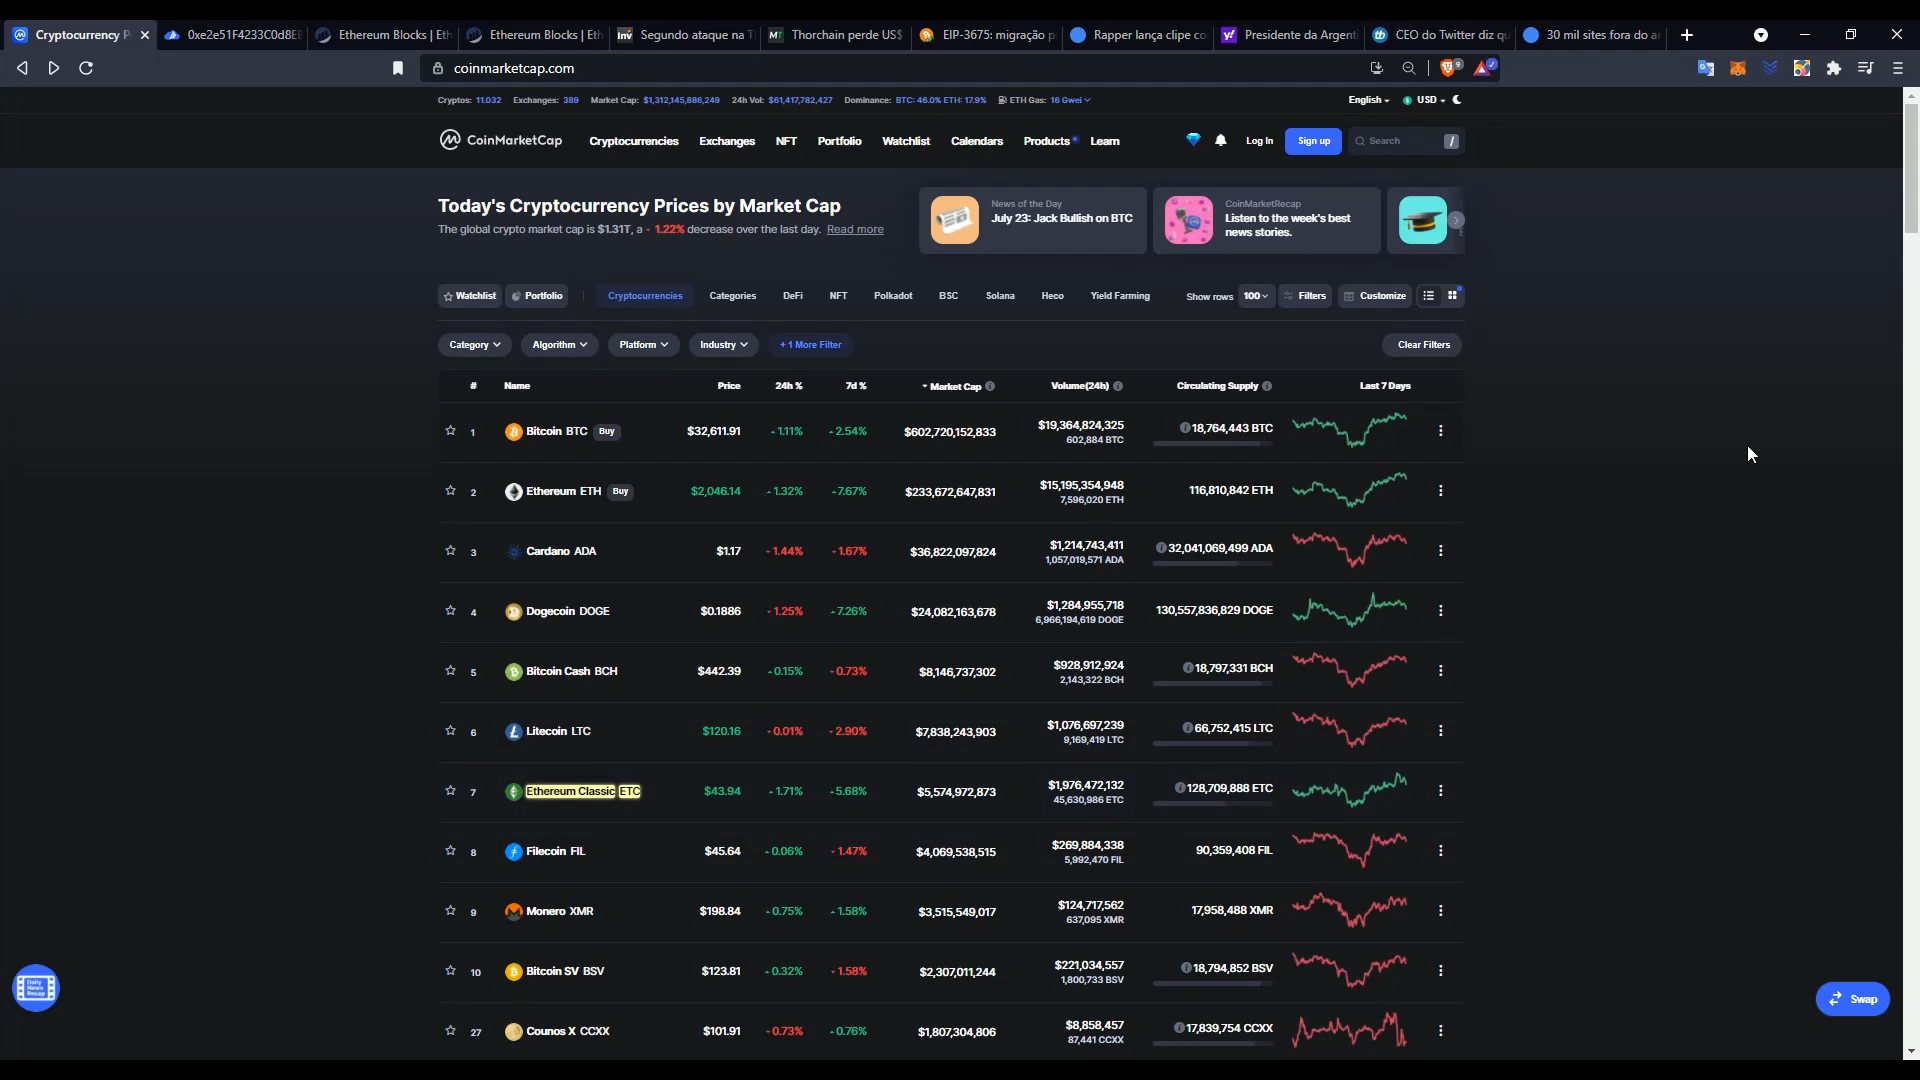 Cryptocurrency P
0xe2e51F4233C0d8EE
Ethereum Blocks | Eth
Ethereum Blocks | Eth
Inv Segundo ataque na T
MT Thorchain perde US$
EIP-3675: migração p
Rapper lança clipe co
y! Presidente da Argent
tb CEO do Twitter diz qu
30 mil sites fora do ar
coinmarketcap.com
9
Cryptos: 11.032 Exchanges: 389 Market Cap: $1,312,145,886,249 24h Vol: $61,417,782,427 Dominance: BTC: 46.0% ETH: 17.9% ETH Gas: 16 Gwei
English USD
CoinMarketCap Cryptocurrencies Exchanges NFT Portfolio Watchlist Calendars Products Learn
Log In Sign up Search /
Today's Cryptocurrency Prices by Market Cap
The global crypto market cap is $1.31T, a - 1.22% decrease over the last day. Read more
News of the Day
July 23: Jack Bullish on BTC
CoinMarketRecap
Listen to the week's best
news stories.
Watchlist Portfolio Cryptocurrencies Categories DeFi NFT Polkadot BSC Solana Heco Yield Farming Show rows 100 Filters Customize
Category Algorithm Platform Industry + 1 More Filter Clear Filters
# Name Price 24h % 7d % Market Cap Volume(24h) Circulating Supply Last 7 Days
1 Bitcoin BTC Buy $32,611.91 1.11% 2.54% $602,720,152,833 $19,364,824,325 18,764,443 BTC
602,884 BTC
2 Ethereum ETH Buy $2,046.14 1.32% 7.67% $233,672,647,831 $15,195,354,948 116,810,842 ETH
7,596,020 ETH
3 Cardano ADA $1.17 1.44% 1.67% $36,822,097,824 $1,214,743,411 32,041,069,499 ADA
1,057,019,571 ADA
4 Dogecoin DOGE $0.1886 1.25% 7.26% $24,082,163,678 $1,284,955,718 130,557,836,829 DOGE
6,966,194,619 DOGE
5 Bitcoin Cash BCH $442.39 0.15% 0.73% $8,146,737,302 $928,912,924 18,797,331 BCH
2,143,322 BCH
6 Litecoin LTC $120.16 0.01% 2.90% $7,838,243,903 $1,076,697,239 66,752,415 LTC
9,169,419 LTC
7 Ethereum Classic ETC $43.94 1.71% 5.68% $5,574,972,873 $1,976,472,132 128,709,888 ETC
45,630,986 ETC
8 Filecoin FIL $45.64 0.06% 1.47% $4,069,538,515 $269,884,338 90,359,408 FIL
5,992,470 FIL
9 Monero XMR $198.84 0.75% 1.58% $3,515,549,017 $124,717,562 17,958,488 XMR
637,095 XMR
10 Bitcoin SV BSV $123.81 0.32% 1.58% $2,307,011,244 $221,034,557 18,794,852 BSV
1,800,733 BSV
27 Counos X CCXX $101.91 0.73% 0.76% $1,807,304,806 $8,858,457 17,839,754 CCXX
87,441 CCXX
Daily
News
Recap
Swap